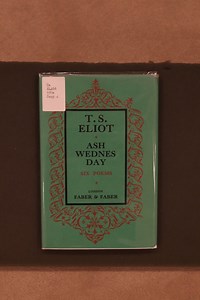 T. S.
ELIOT
ASH
WEDNES
DAY
SIX POEMS
LONDON
FABER & FABER